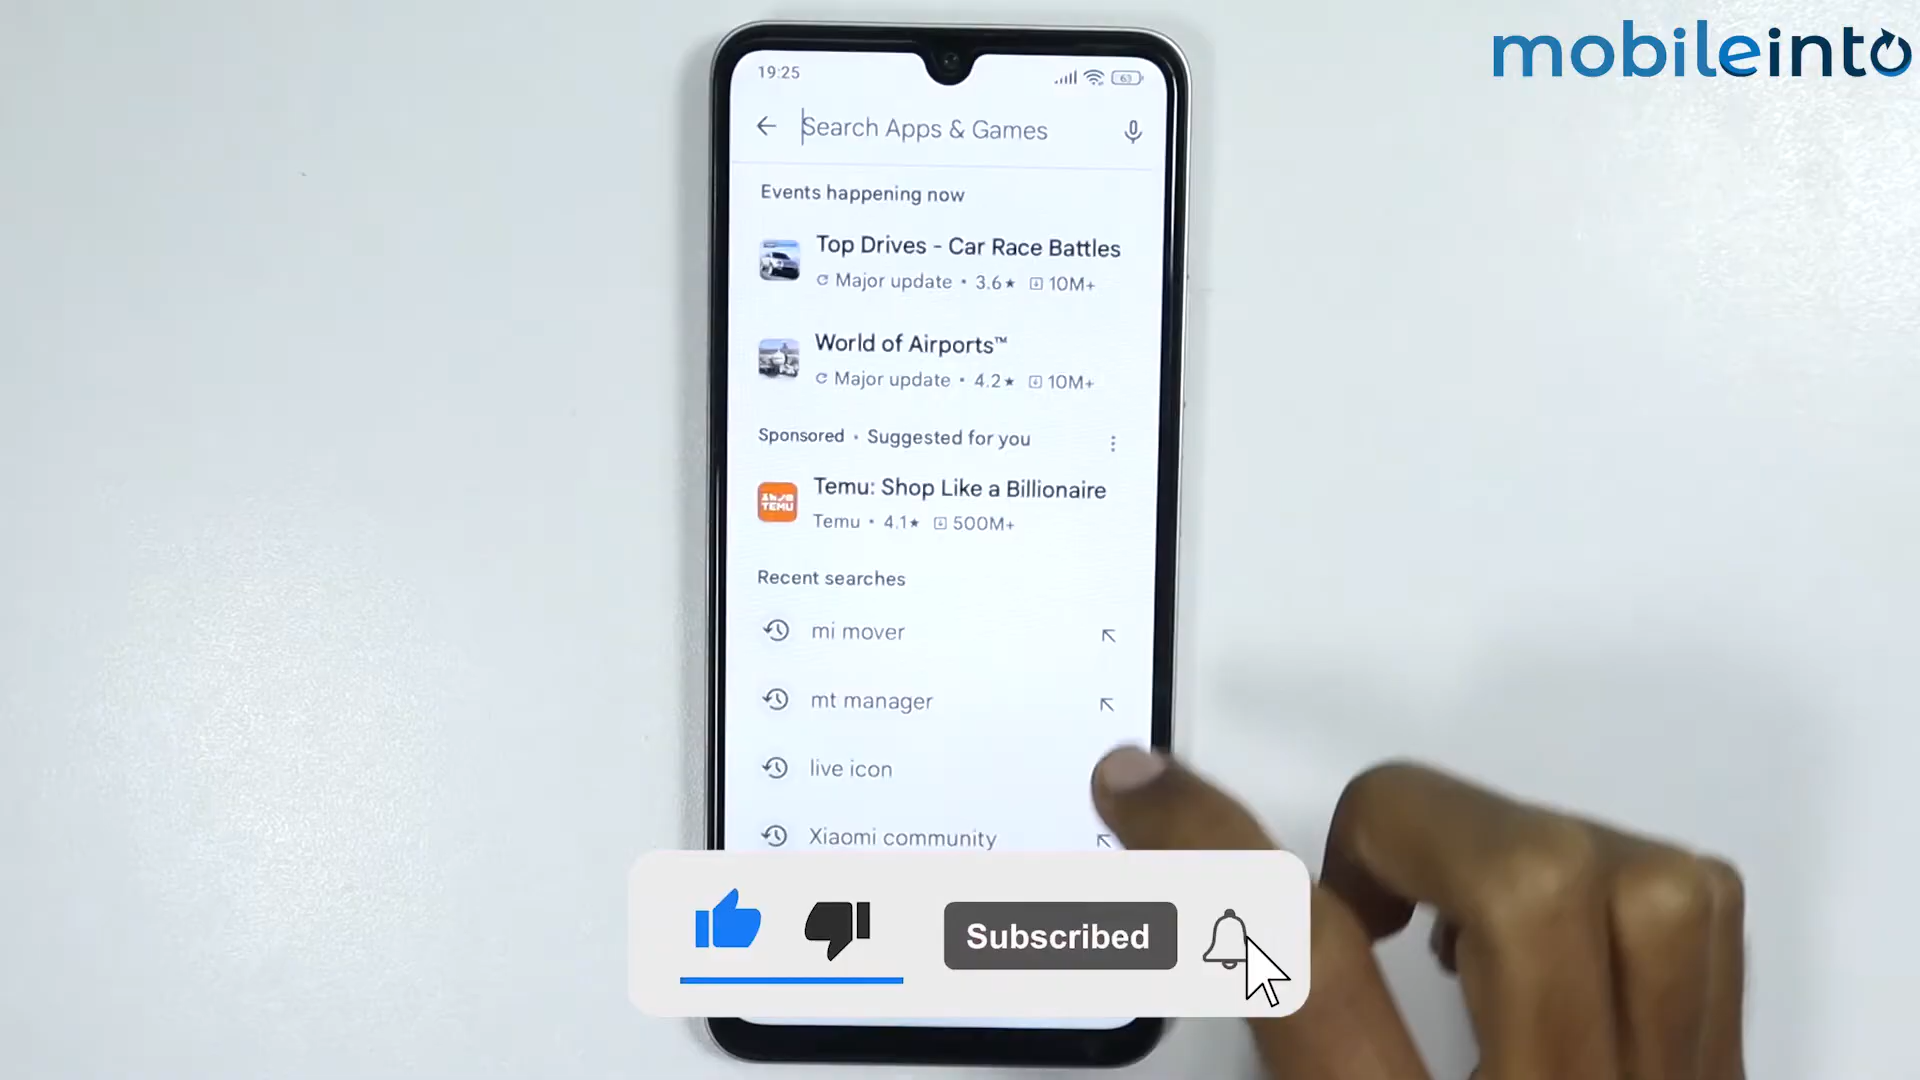 mobileinto
19:25
63
Search Apps & Games
Events happening now
Top Drives - Car Race Battles
Major update • 3.6★ 10M+
World of Airports™
Major update • 4.2★ 10M+
Sponsored • Suggested for you
TEMU
Temu: Shop Like a Billionaire
Temu • 4.1★ 500M+
Recent searches
mi mover
mt manager
live icon
Xiaomi community
Subscribed